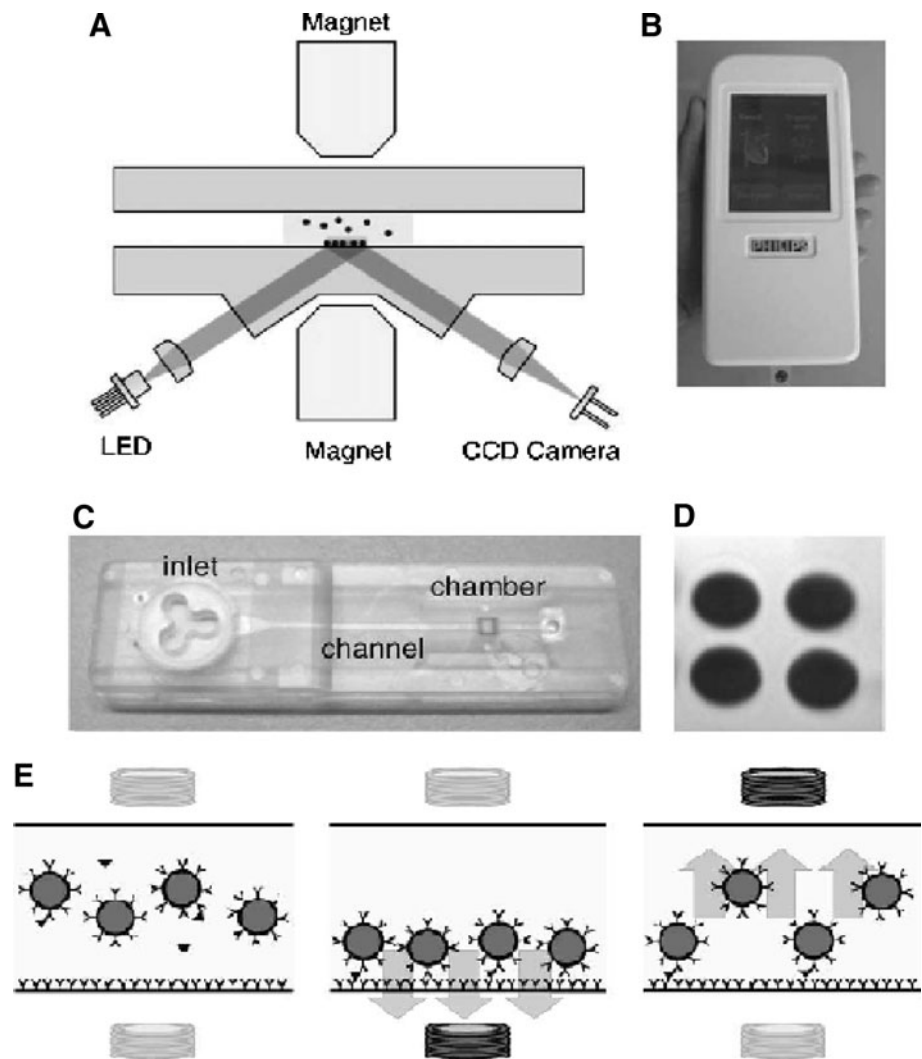 A
Magnet
B
PHILIPS
LED
Magnet
CCD Camera
C
inlet
chamber
channel
D
E